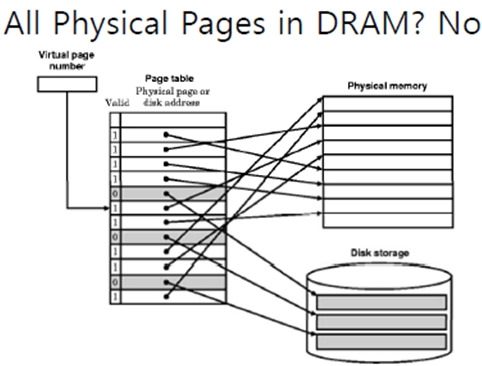 All Physical Pages in DRAM? No
Virtual page
number
Page table
Physical page or
Valid disk address
Physical memory
1
1
1
1
0
1
1
0
1
1
0
1
Disk storage